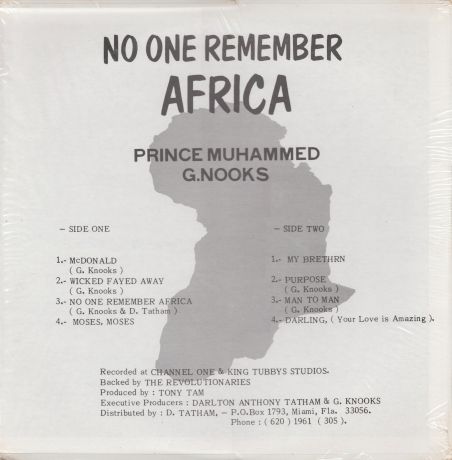 NO ONE REMEMBER
AFRICA
PRINCE MUHAMMED
G.NOOKS
- SIDE ONE
1.- McDONALD
( G. Knooks )
2.- WICKED FAYED AWAY
( G. Knooks )
3.- NO ONE REMEMBER AFRICA
( G. Knooks & D. Tatham )
4.- MOSES, MOSES
- SIDE TWO
1.- MY BRETHRN
2.- PURPOSE
( G. Knooks )
3.- MAN TO MAN
( G. Knooks )
4.- DARLING, ( Your Love is Amazing ).
Recorded at CHANNEL ONE & KING TUBBYS STUDIOS.
Backed by THE REVOLUTIONARIES
Produced by : TONY TAM
Executive Producers : DARLTON ANTHONY TATHAM & G. KNOOKS
Distributed by : D. TATHAM, - P.O.Box 1793, Miami, Fla. 33056.
Phone : ( 620 ) 1961 ( 305 ).